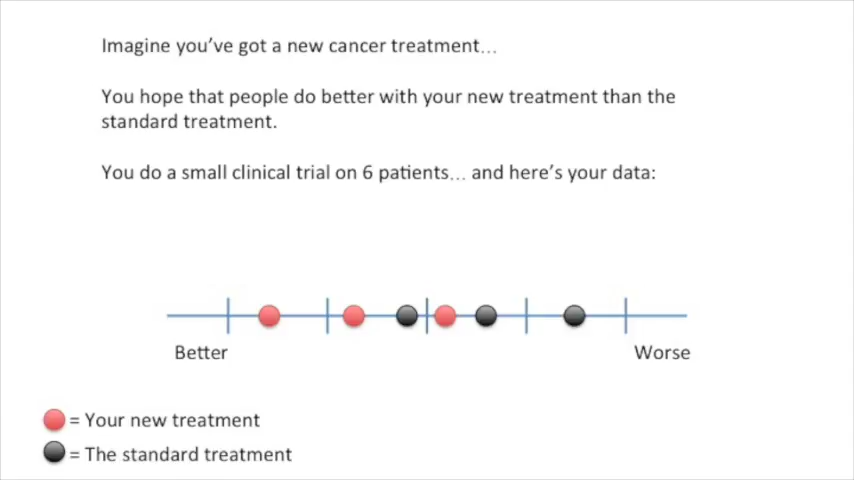 Imagine you’ve got a new cancer treatment…
You hope that people do better with your new treatment than the
standard treatment.
You do a small clinical trial on 6 patients… and here’s your data:
Better
Worse
= Your new treatment
= The standard treatment